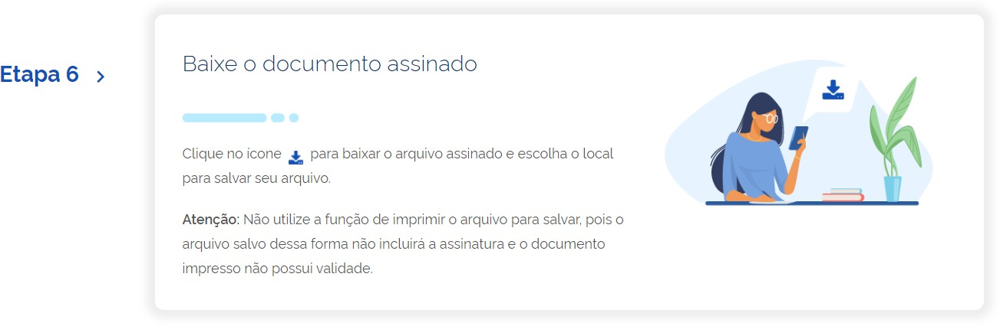 Etapa 6
Baixe o documento assinado
Clique no ícone para baixar o arquivo assinado e escolha o local
para salvar seu arquivo.
Atenção: Não utilize a função de imprimir o arquivo para salvar, pois o
arquivo salvo dessa forma não incluirá a assinatura e o documento
impresso não possui validade.